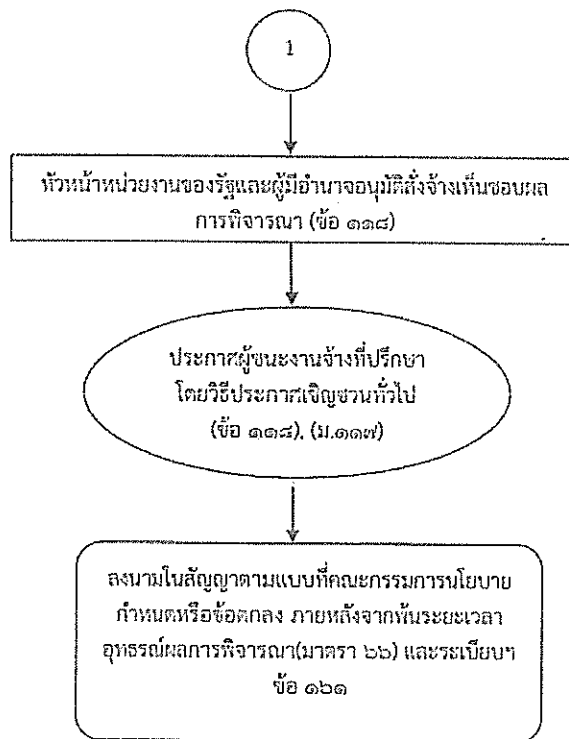 1
หัวหน้าหน่วยงานของรัฐและผู้มีอำนาจอนุมัติสั่งจ้างเห็นชอบผล
การพิจารณา (ข้อ ๑๑๘)
ประกาศผู้ชนะงานจ้างที่ปรึกษา
โดยวิธีประกาศเชิญชวนทั่วไป
(ข้อ ๑๑๘), (ม.๑๑๗)
ลงนามในสัญญาตามแบบที่คณะกรรมการนโยบาย
กำหนดหรือข้อตกลง ภายหลังจากพ้นระยะเวลา
อุทธรณ์ผลการพิจารณา(มาตรา ๖๖) และระเบียบฯ
ข้อ ๑๖๑